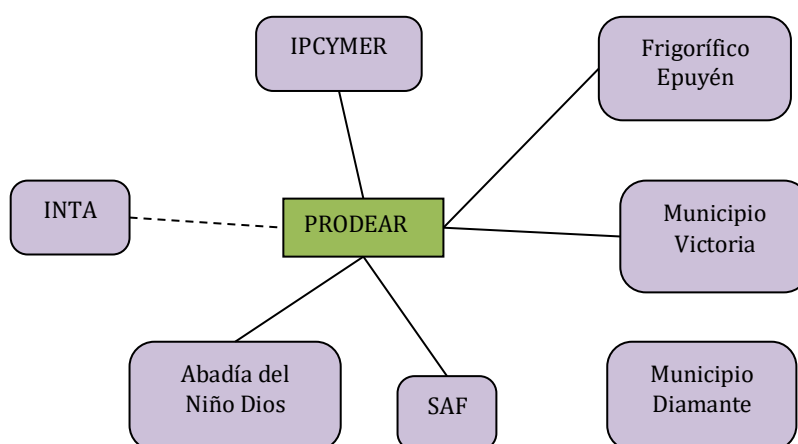 IPCYMER
Frigorífico
Epuyén
INTA
PRODEAR
Municipio
Victoria
Abadía del
Niño Dios
SAF
Municipio
Diamante